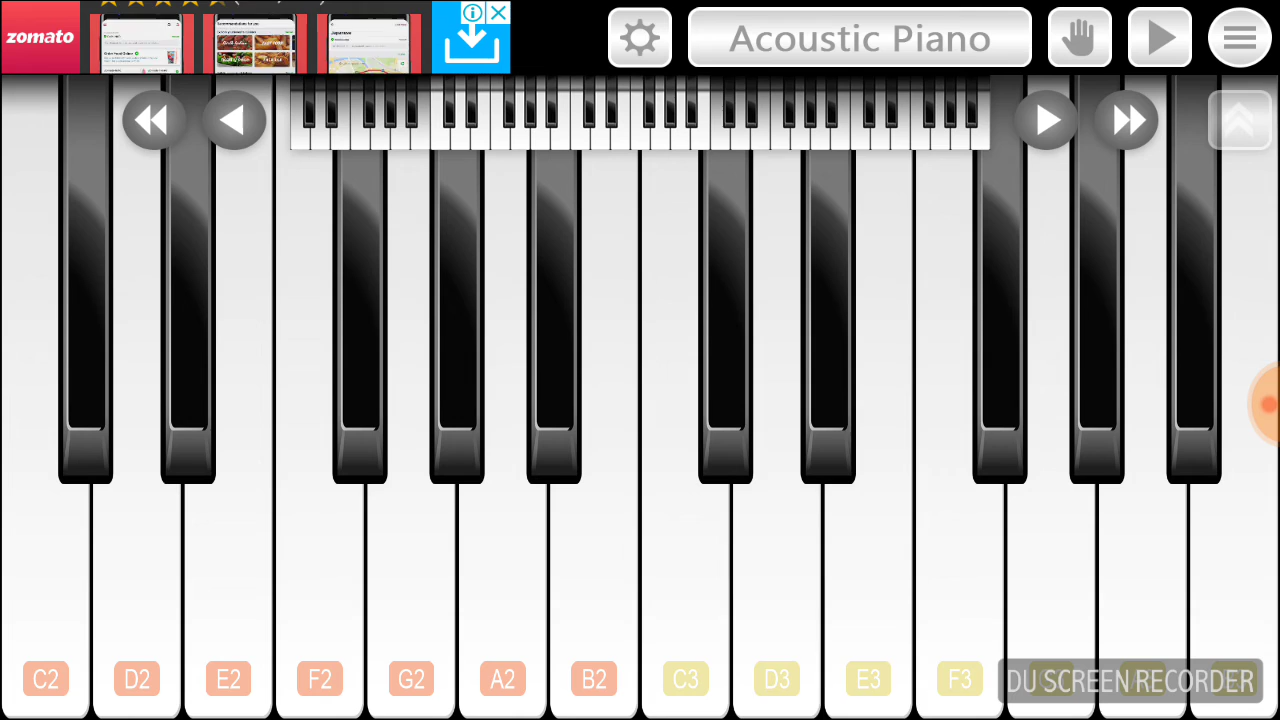 zomato
Acoustic Piano
C2 D2 E2 F2 G2 A2 B2 C3 D3 E3 F3
DU SCREEN RECORDER